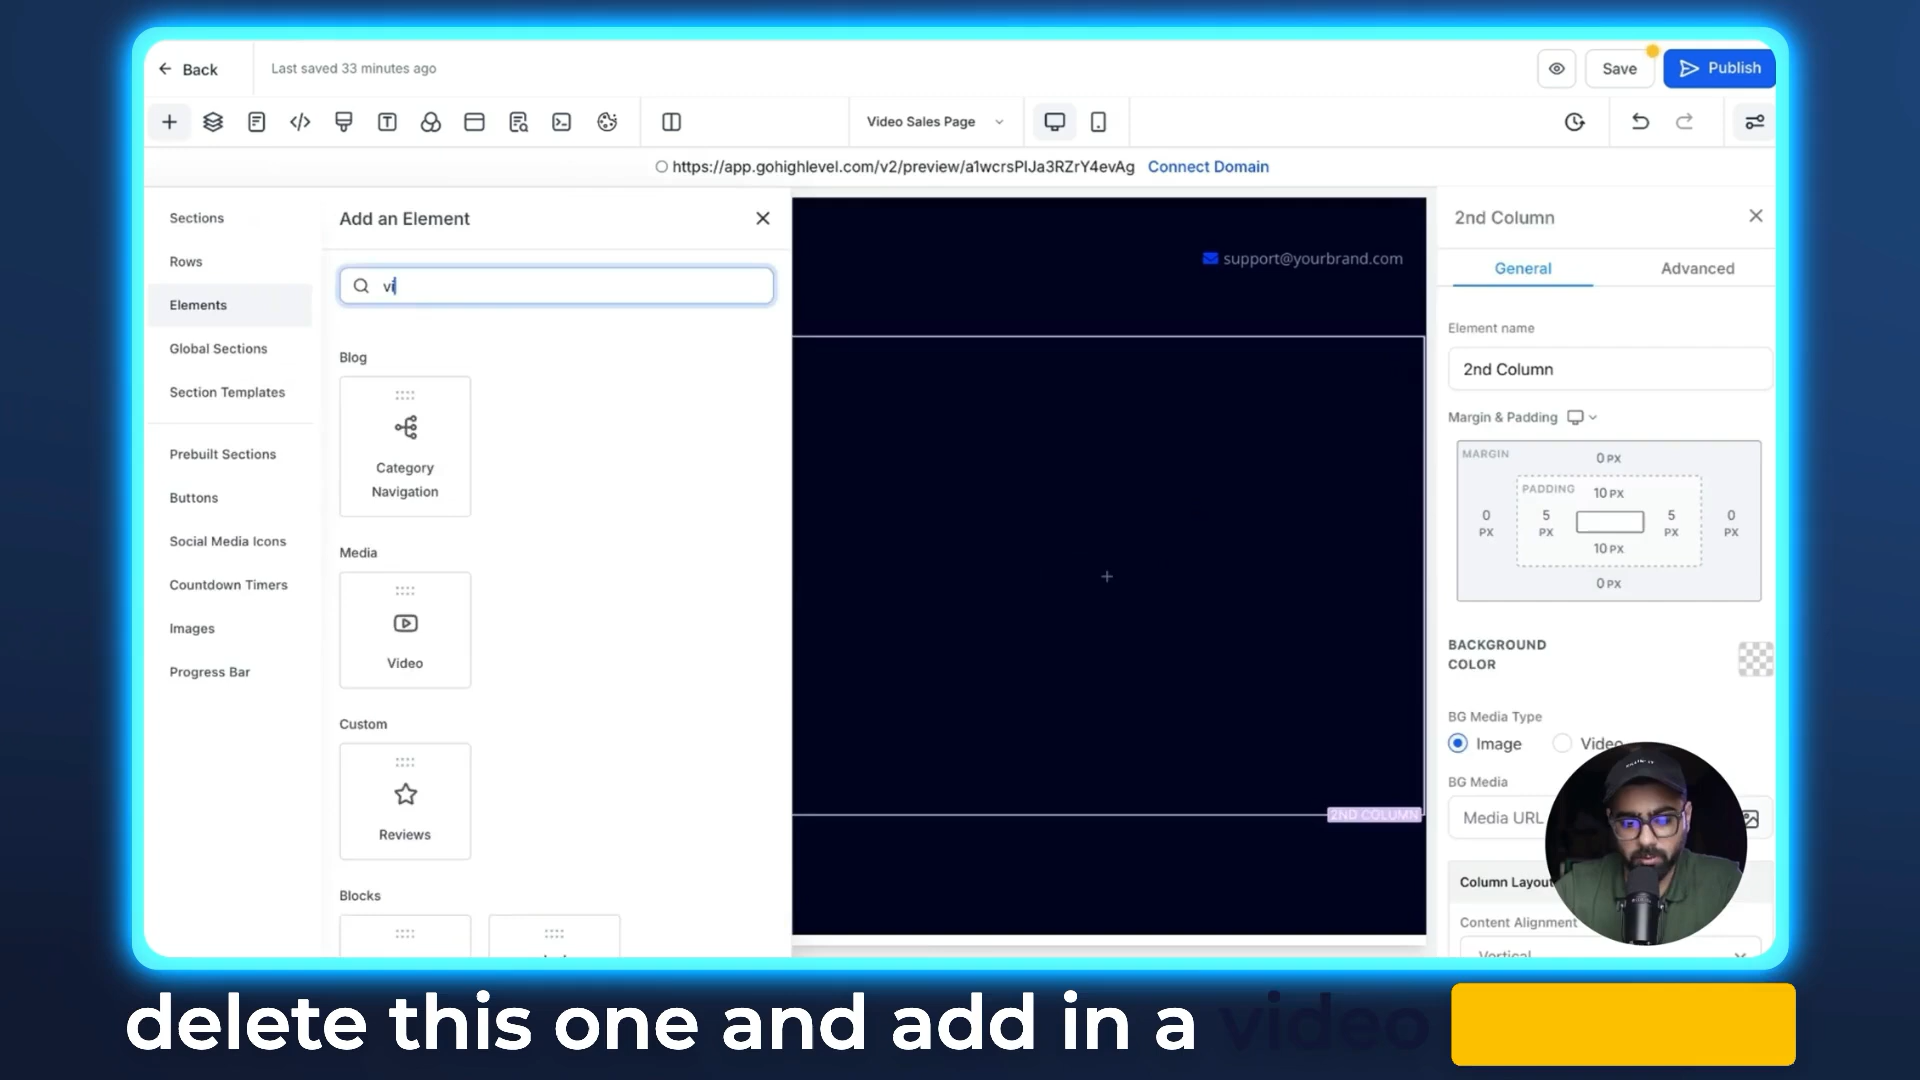 Back
Last saved 33 minutes ago
Save
Publish
Video Sales Page
https://app.gohighlevel.com/v2/preview/a1wcrsPIJa3RZrY4evAg Connect Domain
Sections
Rows
Elements
Global Sections
Section Templates
Prebuilt Sections
Buttons
Social Media Icons
Countdown Timers
Images
Progress Bar
Add an Element
vi
Blog
Category
Navigation
Media
Video
Custom
Reviews
Blocks
support@yourbrand.com
2ND COLUMN
2nd Column
General Advanced
Element name
2nd Column
Margin & Padding
MARGIN
0 PX
PADDING
10 PX
0 PX
5 PX
5 PX
0 PX
10 PX
0 PX
BACKGROUND
COLOR
BG Media Type
Image Video
BG Media
Media URL
Column Layout
Content Alignment
Vertical
delete this one and add in a video